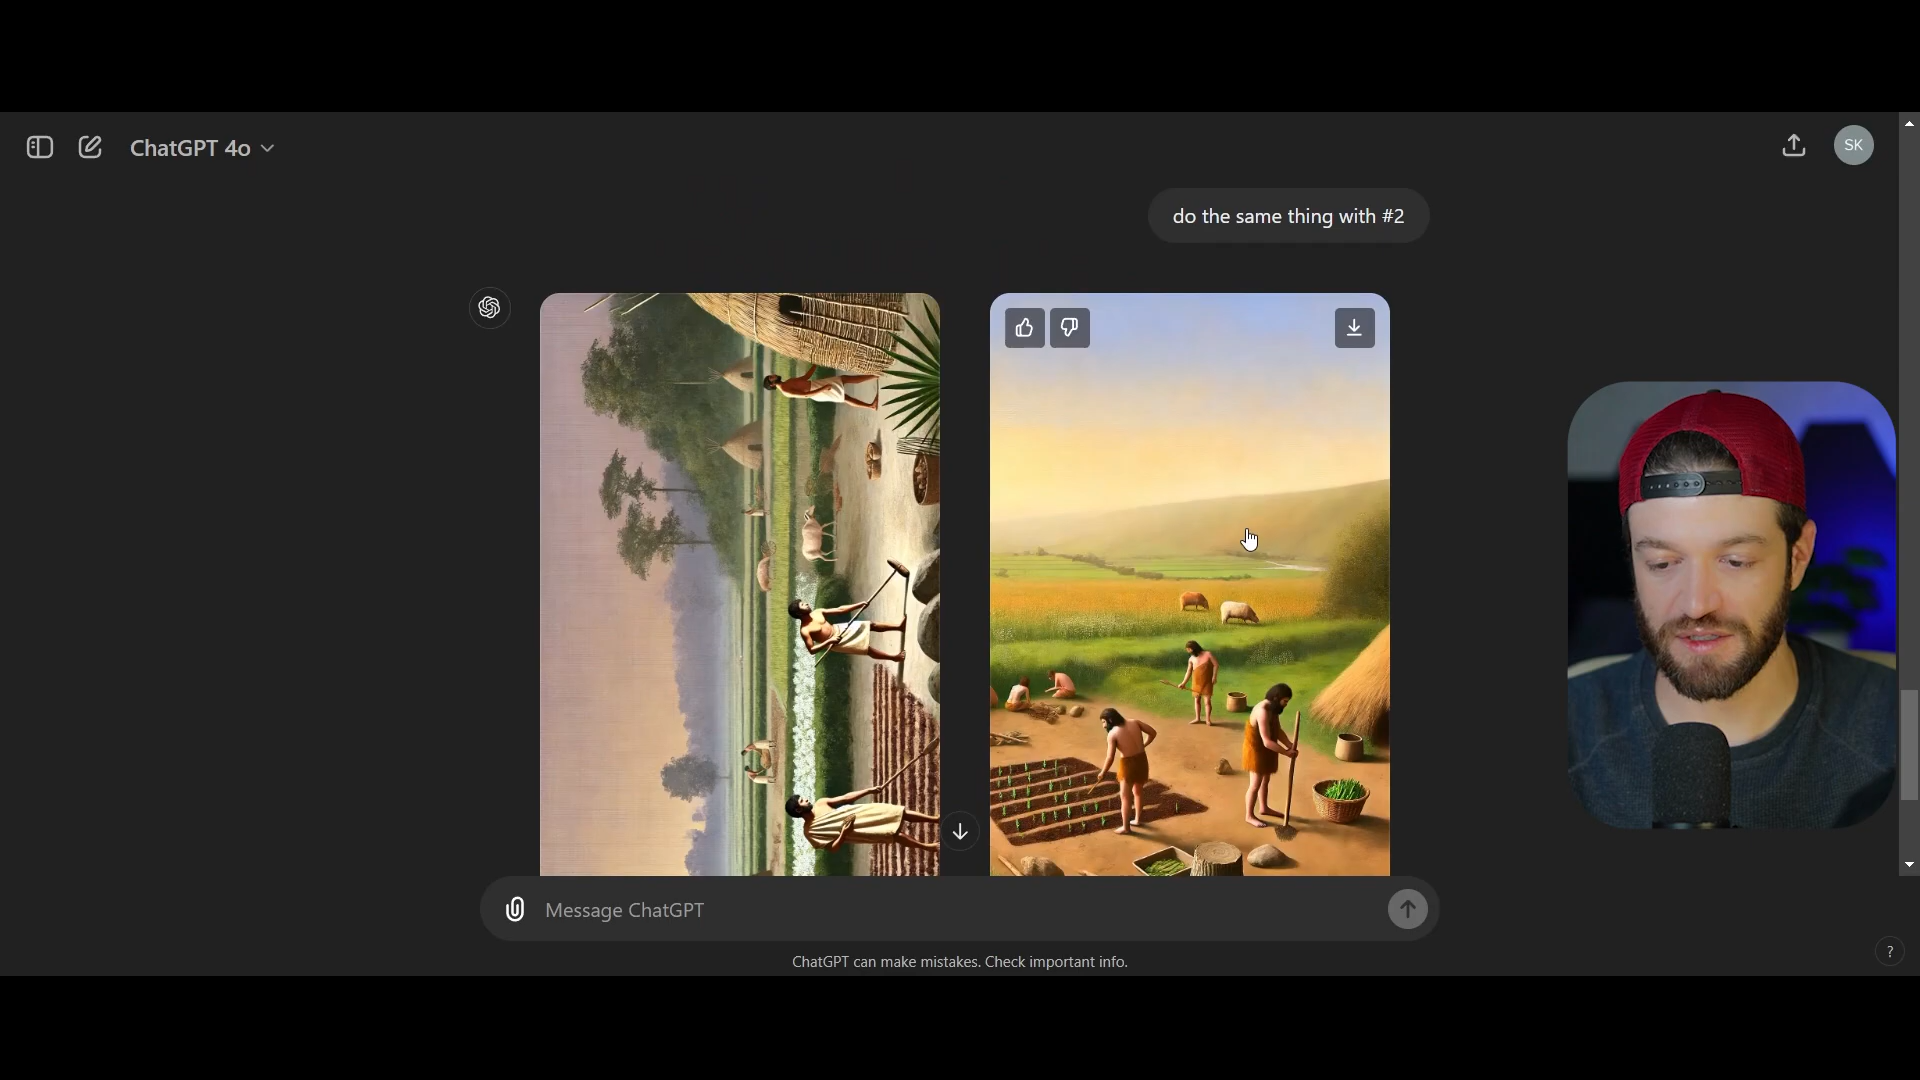 ChatGPT 4o
SK
do the same thing with #2
Message ChatGPT
ChatGPT can make mistakes. Check important info.
?